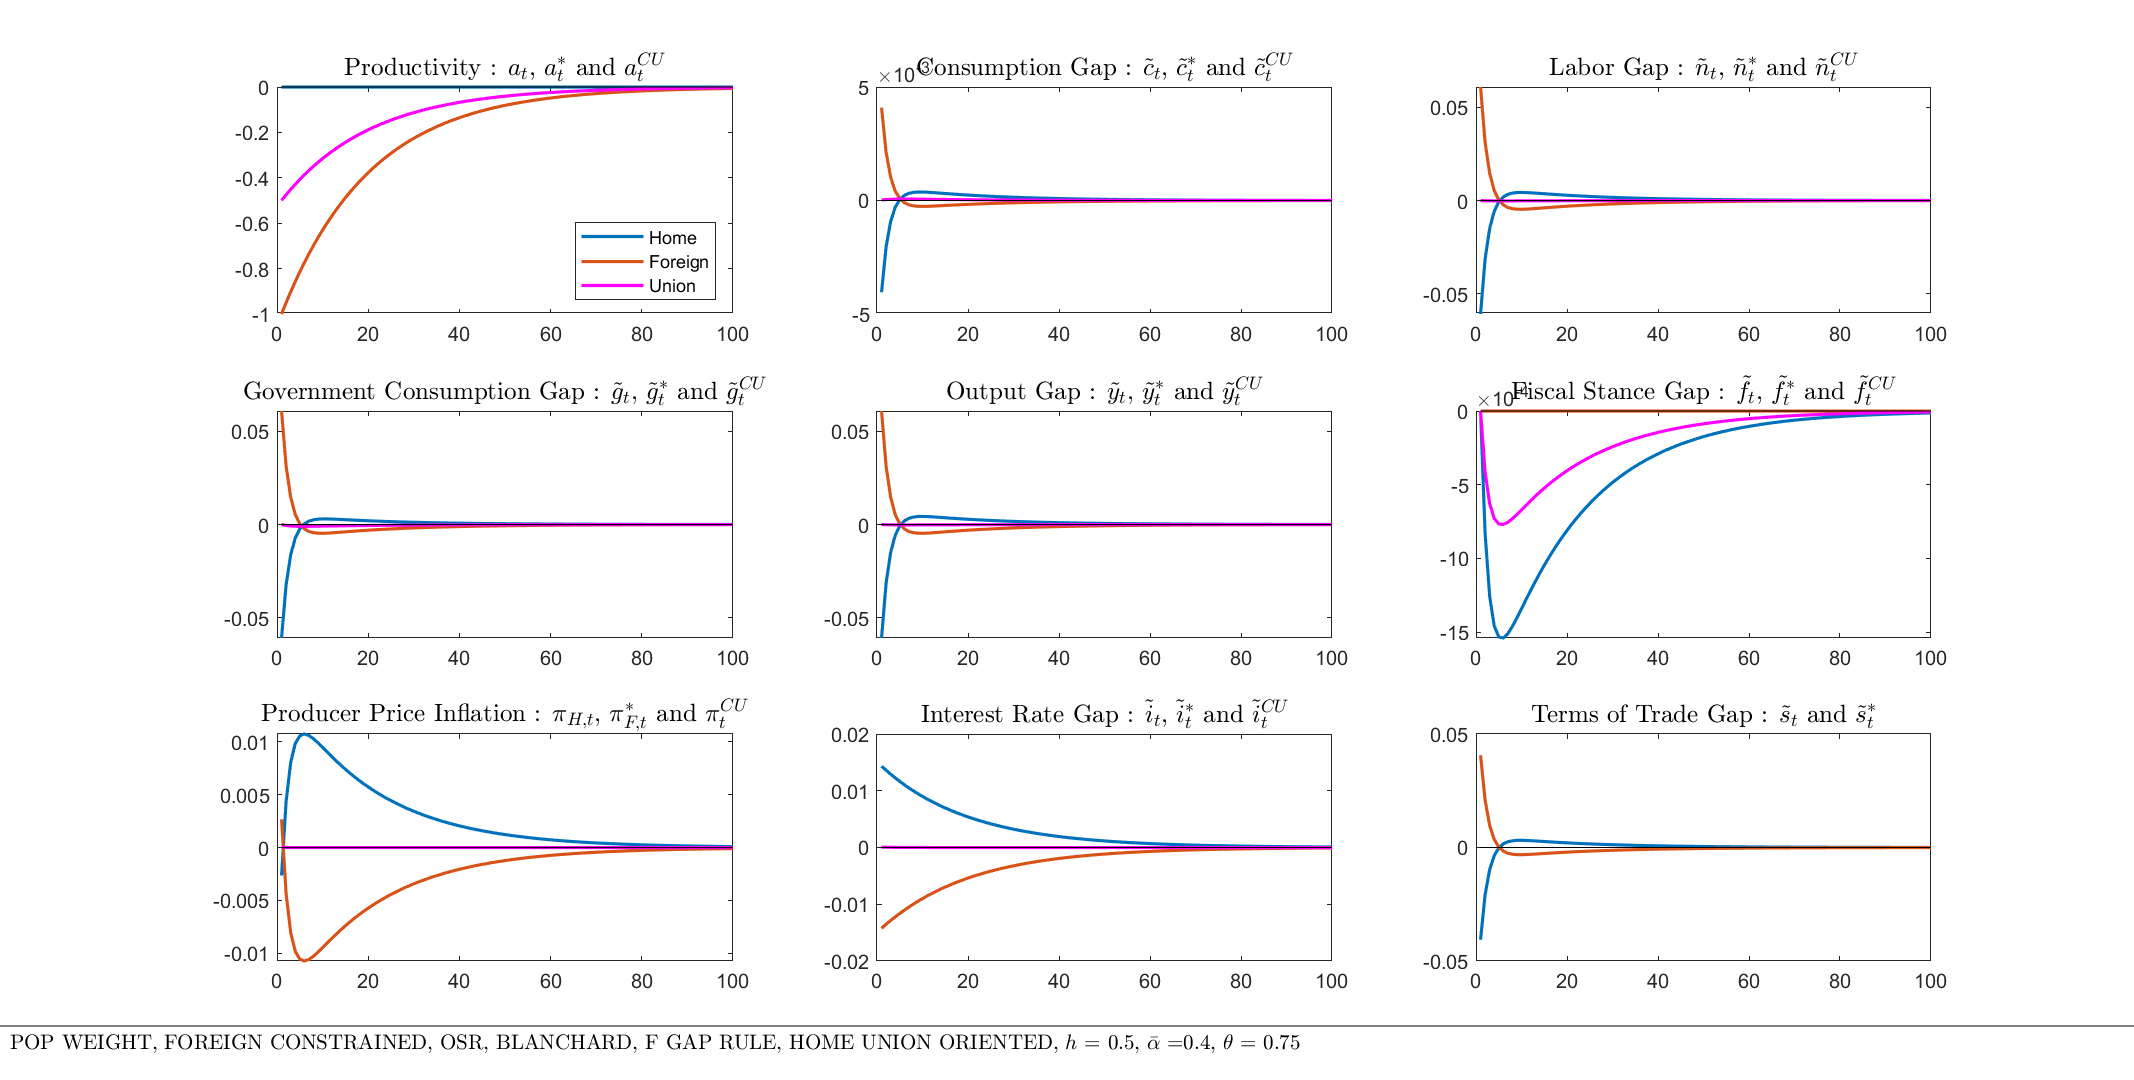 Productivity : a_t, a_t^* and a_t^{CU}
0
-0.2
-0.4
-0.6
-0.8
-1
0 20 40 60 80 100
Home
Foreign
Union
Consumption Gap : c̃_t, c̃_t^* and c̃_t^{CU}
5
0
-5
0 20 40 60 80 100
Labor Gap : ñ_t, ñ_t^* and ñ_t^{CU}
0.05
0
-0.05
0 20 40 60 80 100
Government Consumption Gap : g̃_t, g̃_t^* and g̃_t^{CU}
0.05
0
-0.05
0 20 40 60 80 100
Output Gap : ỹ_t, ỹ_t^* and ỹ_t^{CU}
0.05
0
-0.05
0 20 40 60 80 100
Fiscal Stance Gap : f̃_t, f̃_t^* and f̃_t^{CU}
0
-5
-10
-15
0 20 40 60 80 100
Producer Price Inflation : π_{H,t}, π_{F,t}^* and π_t^{CU}
0.01
0.005
0
-0.005
-0.01
0 20 40 60 80 100
Interest Rate Gap : ĩ_t, ĩ_t^* and ĩ_t^{CU}
0.02
0.01
0
-0.01
-0.02
0 20 40 60 80 100
Terms of Trade Gap : s̃_t and s̃_t^*
0.05
0
-0.05
0 20 40 60 80 100
POP WEIGHT, FOREIGN CONSTRAINED, OSR, BLANCHARD, F GAP RULE, HOME UNION ORIENTED, h = 0.5, ᾱ =0.4, θ = 0.75